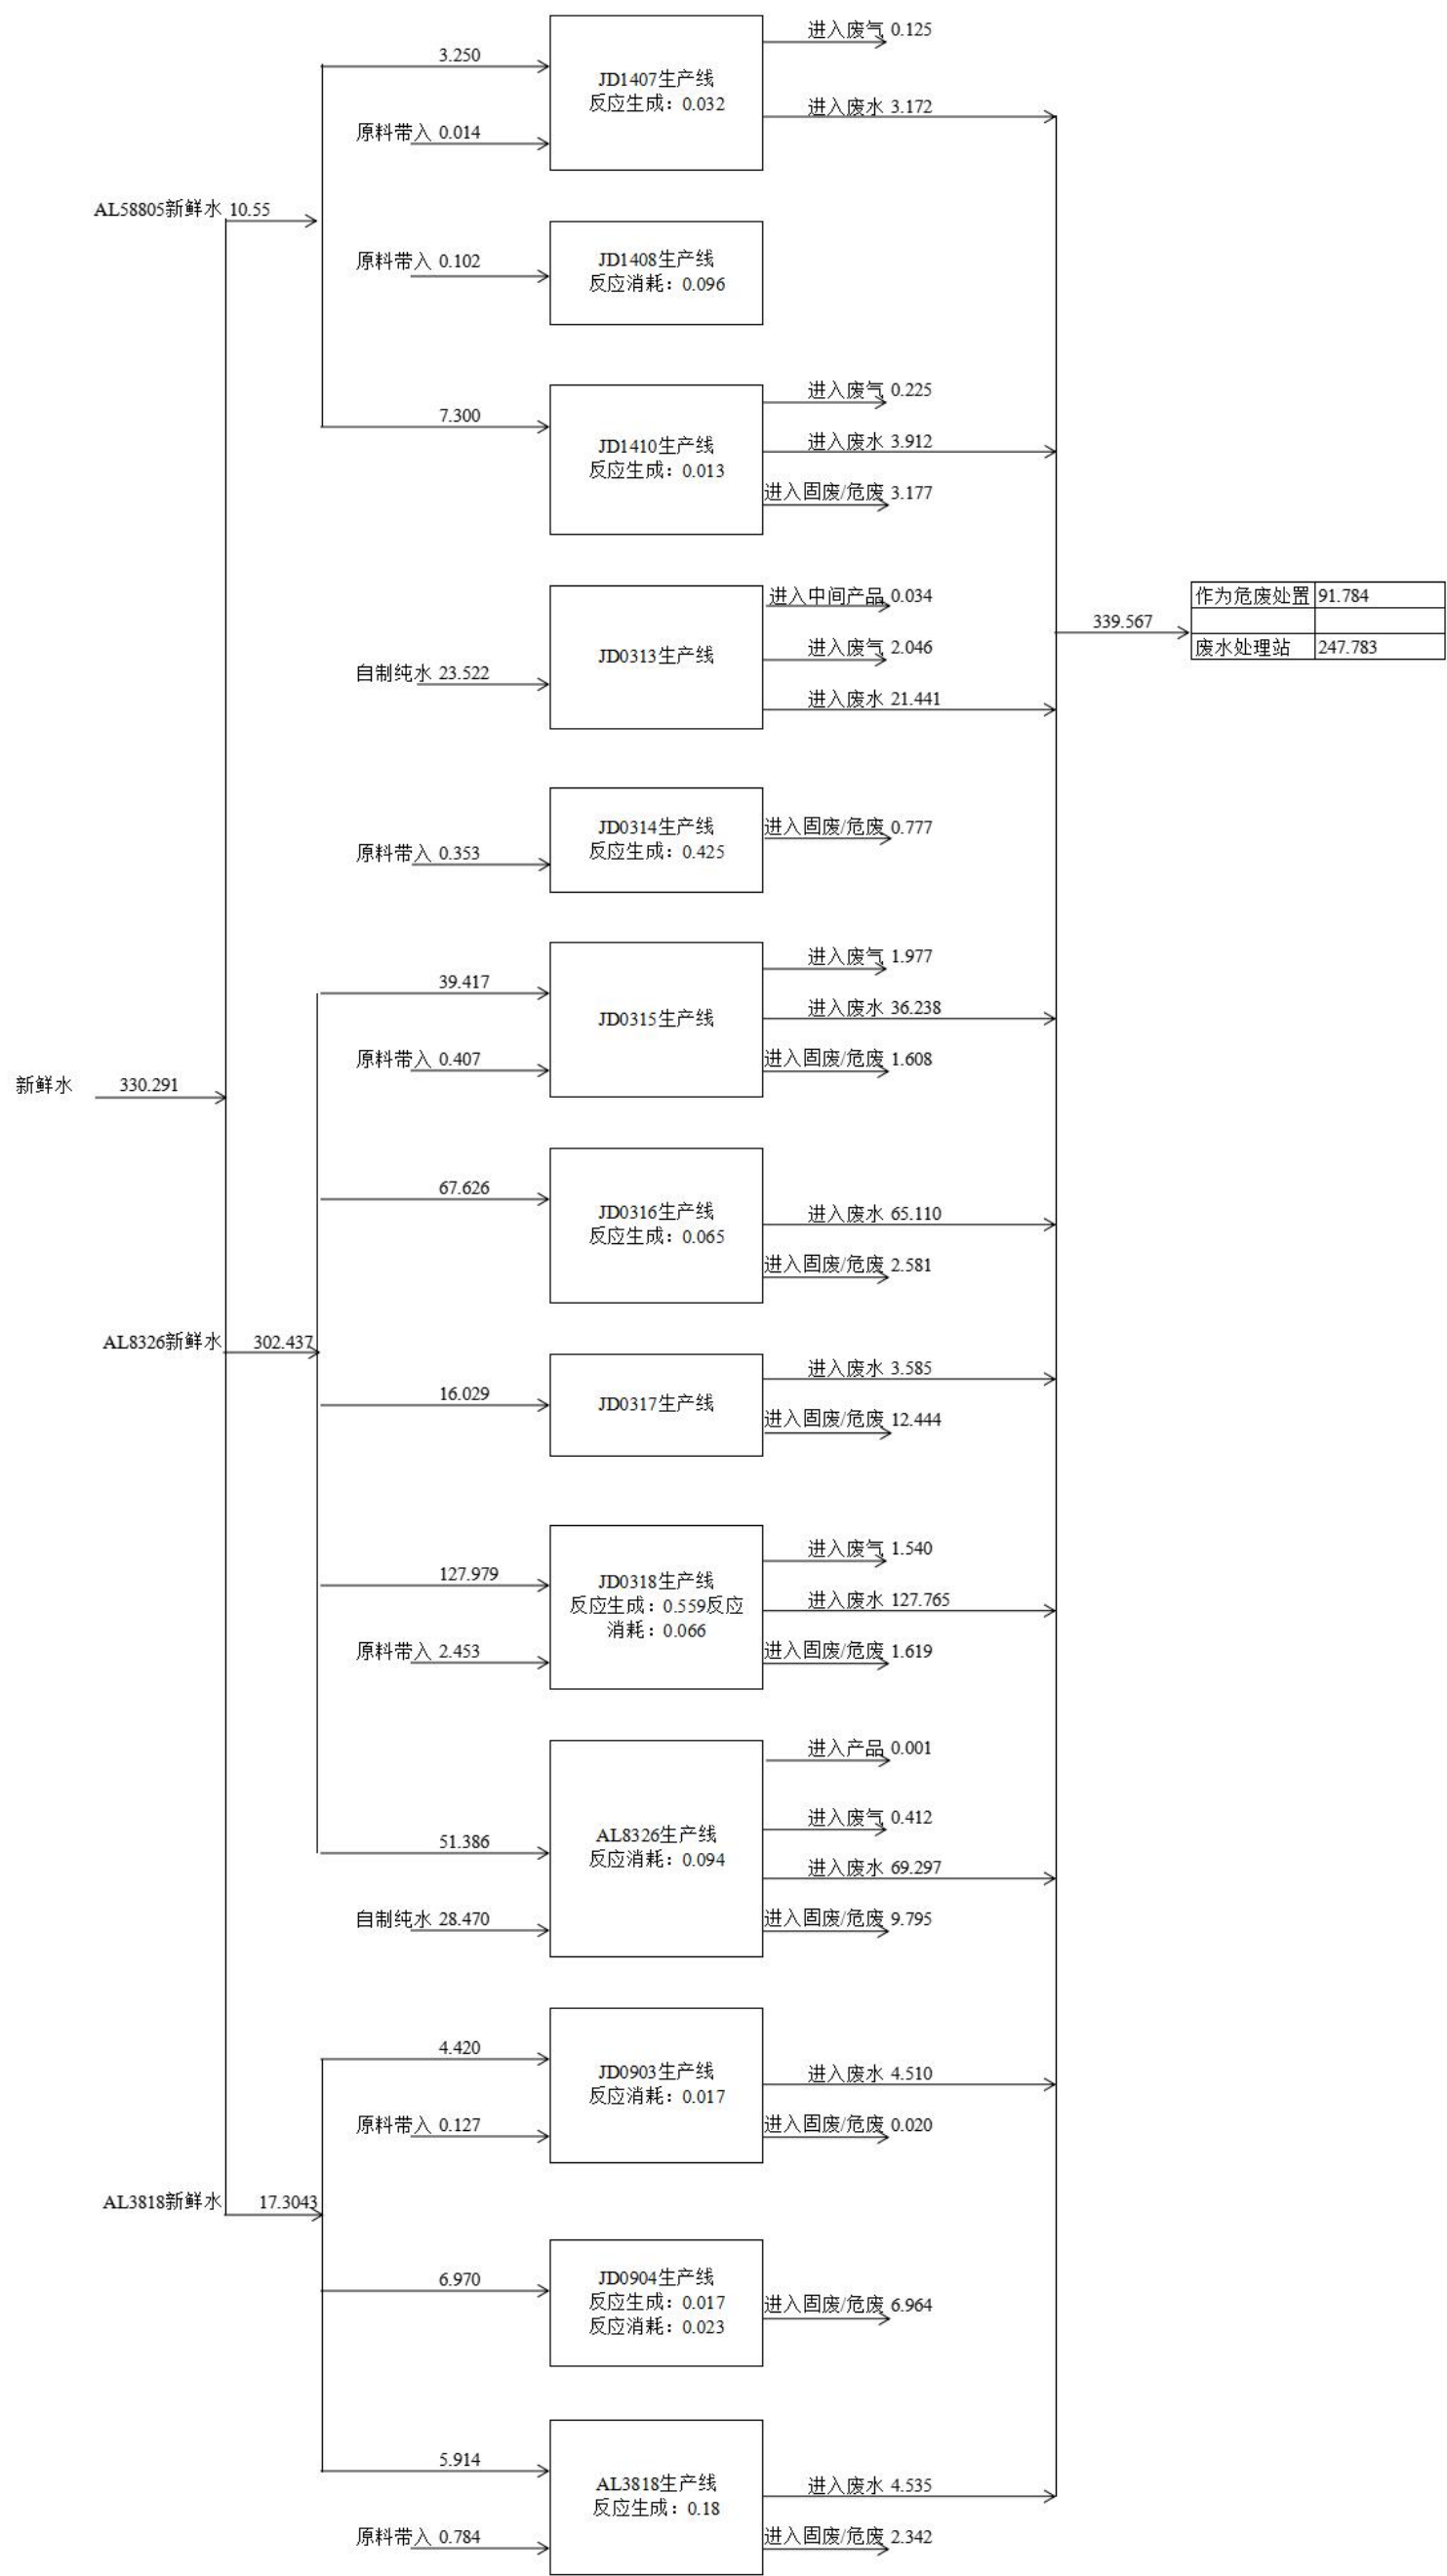 进入废气 0.125
3.250
JD1407生产线
反应生成：0.032
进入废水 3.172
原料带入 0.014
AL58805新鲜水 10.55
原料带入 0.102
JD1408生产线
反应消耗：0.096
进入废气 0.225
7.300
JD1410生产线
反应生成：0.013
进入废水 3.912
进入固废/危废 3.177
进入中间产品 0.034
自制纯水 23.522
JD0313生产线
进入废气 2.046
进入废水 21.441
339.567
作为危废处置 91.784
废水处理站 247.783
原料带入 0.353
JD0314生产线
反应生成：0.425
进入固废/危废 0.777
39.417
原料带入 0.407
JD0315生产线
进入废气 1.977
进入废水 36.238
进入固废/危废 1.608
新鲜水 330.291
67.626
JD0316生产线
反应生成：0.065
进入废水 65.110
进入固废/危废 2.581
AL8326新鲜水 302.437
16.029
JD0317生产线
进入废水 3.585
进入固废/危废 12.444
127.979
原料带入 2.453
JD0318生产线
反应生成：0.559反应
消耗：0.066
进入废气 1.540
进入废水 127.765
进入固废/危废 1.619
51.386
自制纯水 28.470
AL8326生产线
反应消耗：0.094
进入产品 0.001
进入废气 0.412
进入废水 69.297
进入固废/危废 9.795
4.420
原料带入 0.127
JD0903生产线
反应消耗：0.017
进入废水 4.510
进入固废/危废 0.020
AL3818新鲜水 17.3043
6.970
JD0904生产线
反应生成：0.017
反应消耗：0.023
进入固废/危废 6.964
5.914
原料带入 0.784
AL3818生产线
反应生成：0.18
进入废水 4.535
进入固废/危废 2.342